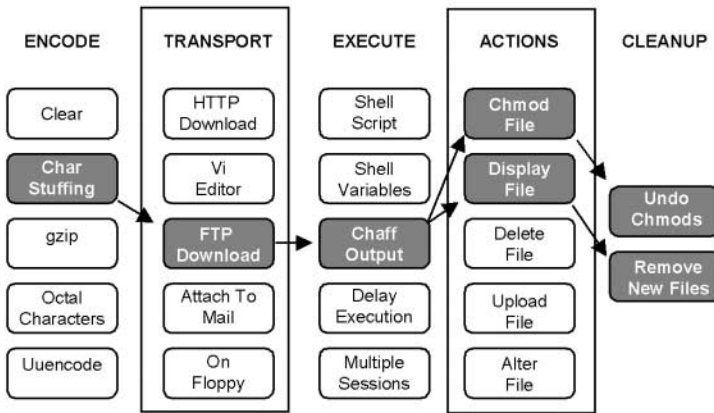 ENCODE
TRANSPORT
EXECUTE
ACTIONS
CLEANUP
Clear
Char
Stuffing
gzip
Octal
Characters
Uuencode
HTTP
Download
Vi
Editor
FTP
Download
Attach To
Mail
On
Floppy
Shell
Script
Shell
Variables
Chaff
Output
Delay
Execution
Multiple
Sessions
Chmod
File
Display
File
Delete
File
Upload
File
Alter
File
Undo
Chmods
Remove
New Files